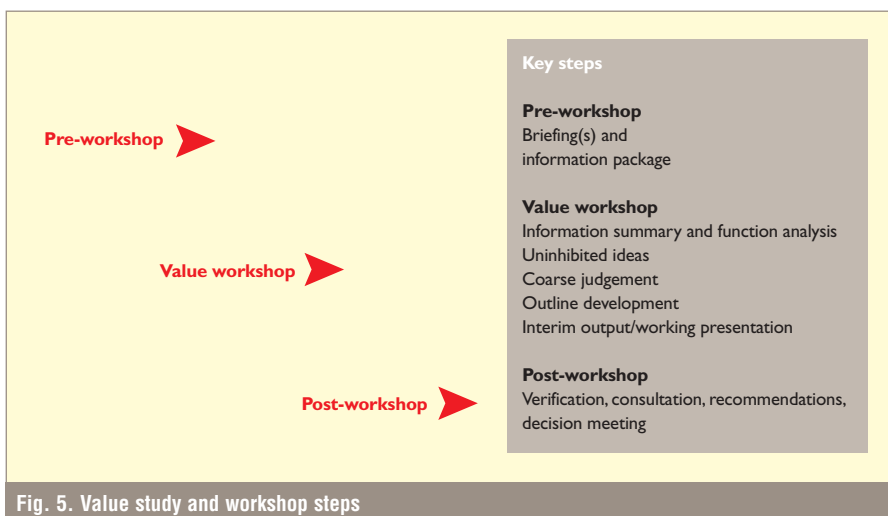 Key steps
Pre-workshop
Pre-workshop
Briefing(s) and
information package
Value workshop
Value workshop
Information summary and function analysis
Uninhibited ideas
Coarse judgement
Outline development
Interim output/working presentation
Post-workshop
Post-workshop
Verification, consultation, recommendations,
decision meeting
Fig. 5. Value study and workshop steps